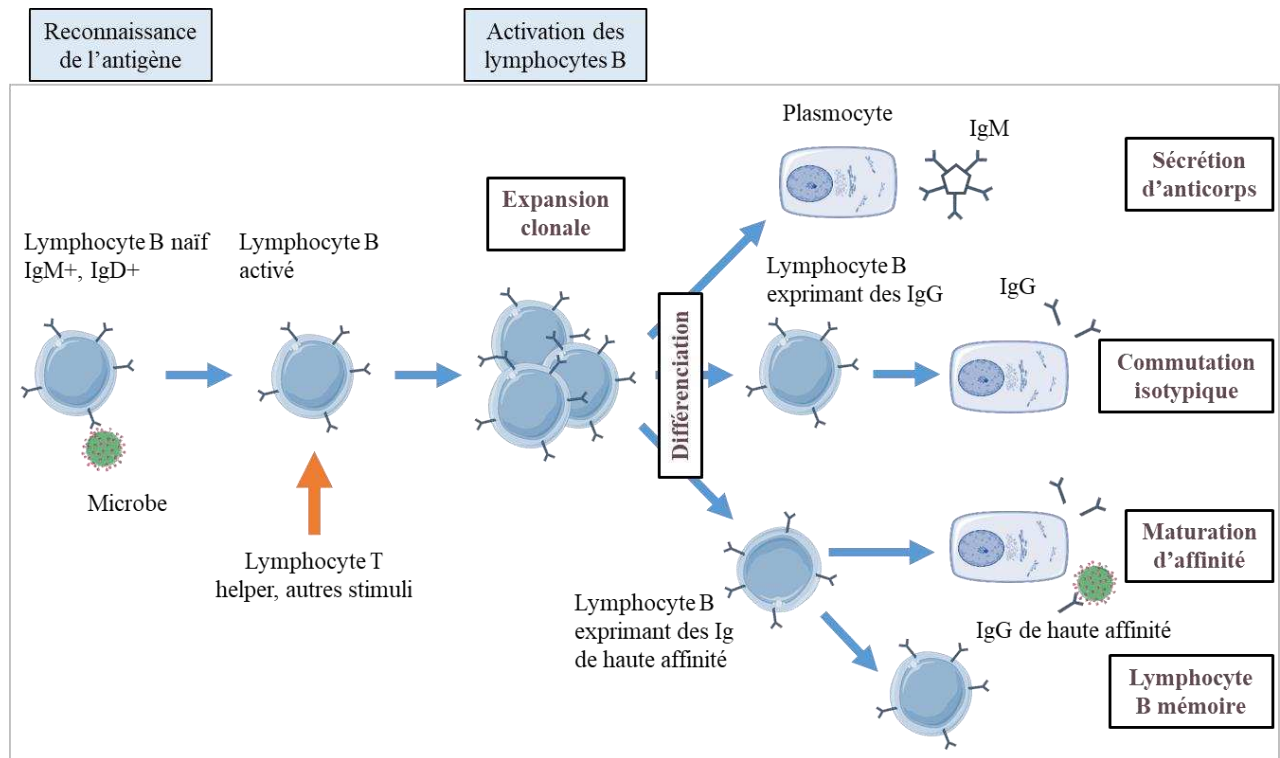 Reconnaissance
de l'antigène
Activation des
lymphocytes B
Plasmocyte
IgM
Sécrétion
d'anticorps
Expansion
clonale
Lymphocyte B naïf
IgM+, IgD+
Lymphocyte B
activé
Lymphocyte B
exprimant des IgG
IgG
Différenciation
Commutation
isotypique
Microbe
Lymphocyte T
helper, autres stimuli
Maturation
d'affinité
Lymphocyte B
exprimant des Ig
de haute affinité
IgG de haute affinité
Lymphocyte
B mémoire